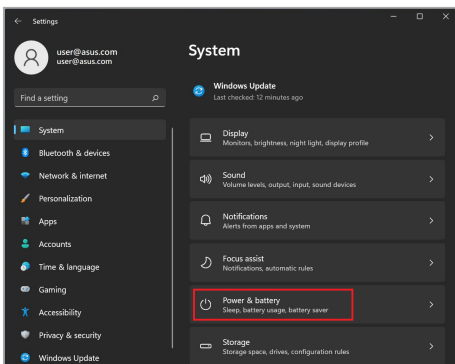 Settings
user@asus.com
user@asus.com
Find a setting
System
Bluetooth & devices
Network & internet
Personalization
Apps
Accounts
Time & language
Gaming
Accessibility
Privacy & security
Windows Update
System
Windows Update
Last checked: 12 minutes ago
Display
Monitors, brightness, night light, display profile
Sound
Volume levels, output, input, sound devices
Notifications
Alerts from apps and system
Focus assist
Notifications, automatic rules
Power & battery
Sleep, battery usage, battery saver
Storage
Storage space, drives, configuration rules